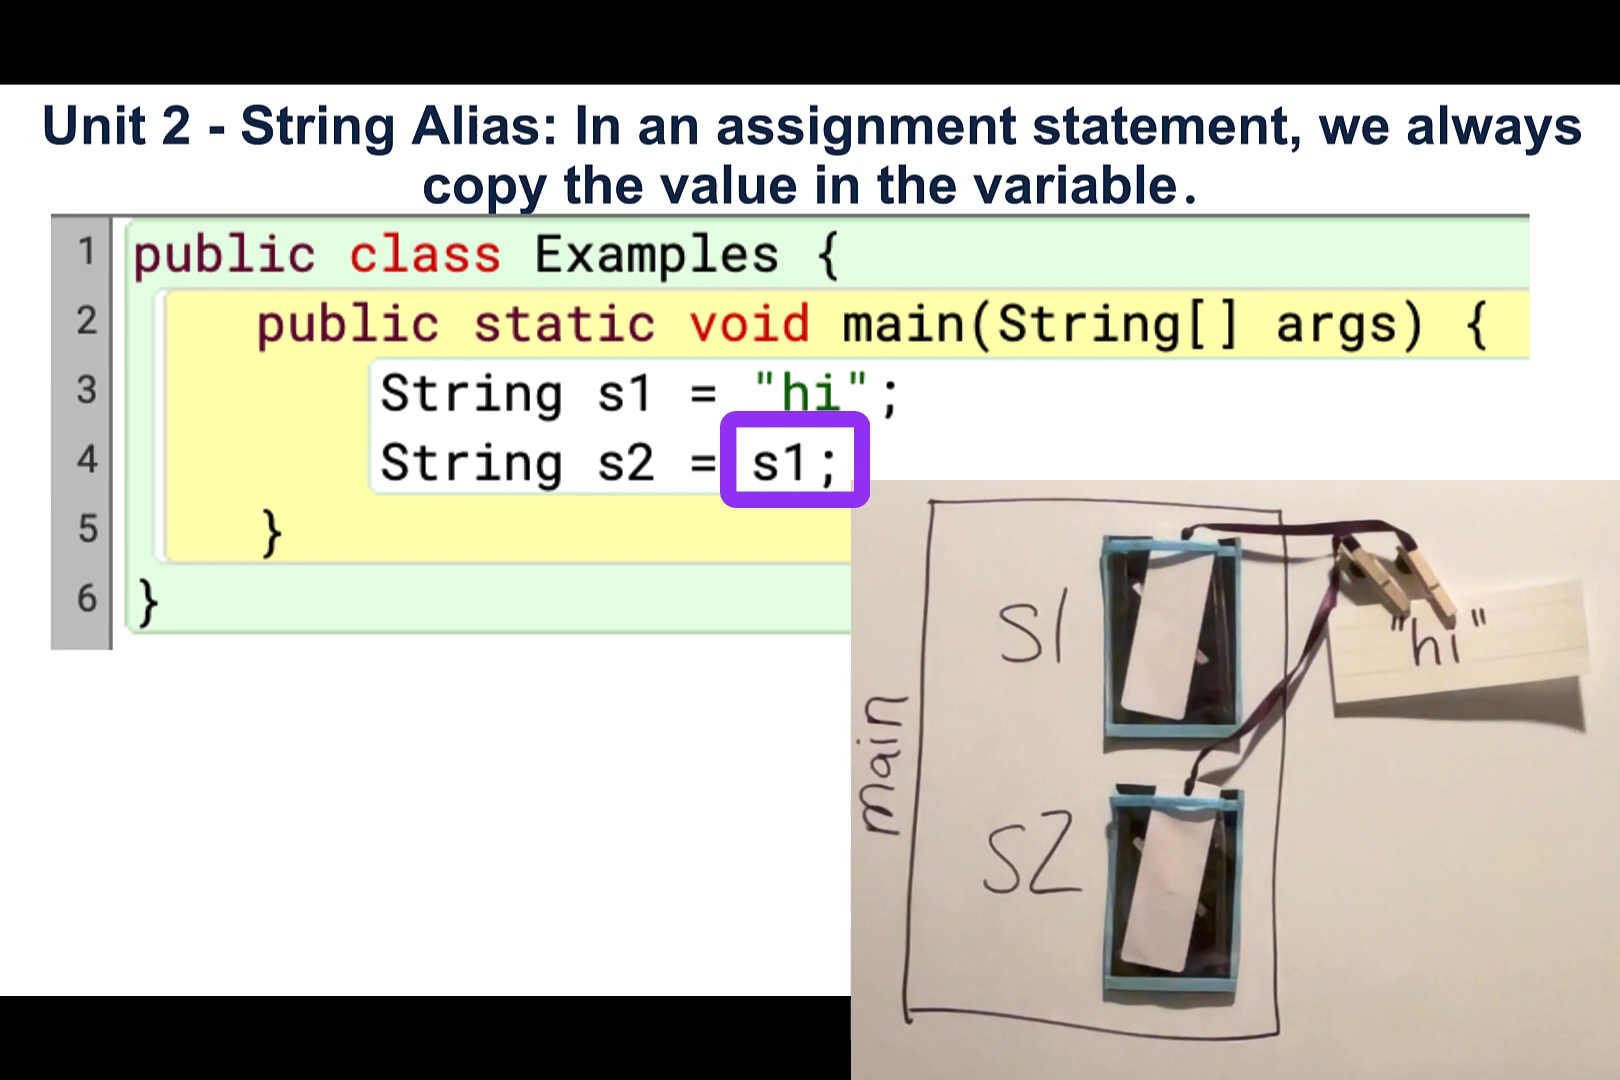 Unit 2 - String Alias: In an assignment statement, we always
copy the value in the variable.
1 public class Examples {
2 public static void main(String[] args) {
3 String s1 = "hi";
4 String s2 = s1;
5 }
6 }
main
S1
S2
"hi"